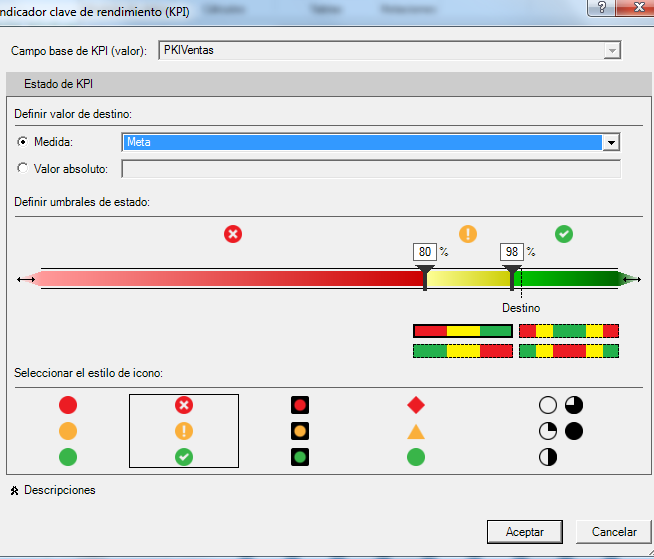 ndicador clave de rendimiento (KPI)
Campo base de KPI (valor): PKIVentas
Estado de KPI
Definir valor de destino:
Medida: Meta
Valor absoluto:
Definir umbrales de estado:
80 % 98 %
Destino
Seleccionar el estilo de icono:
Descripciones
Aceptar Cancelar